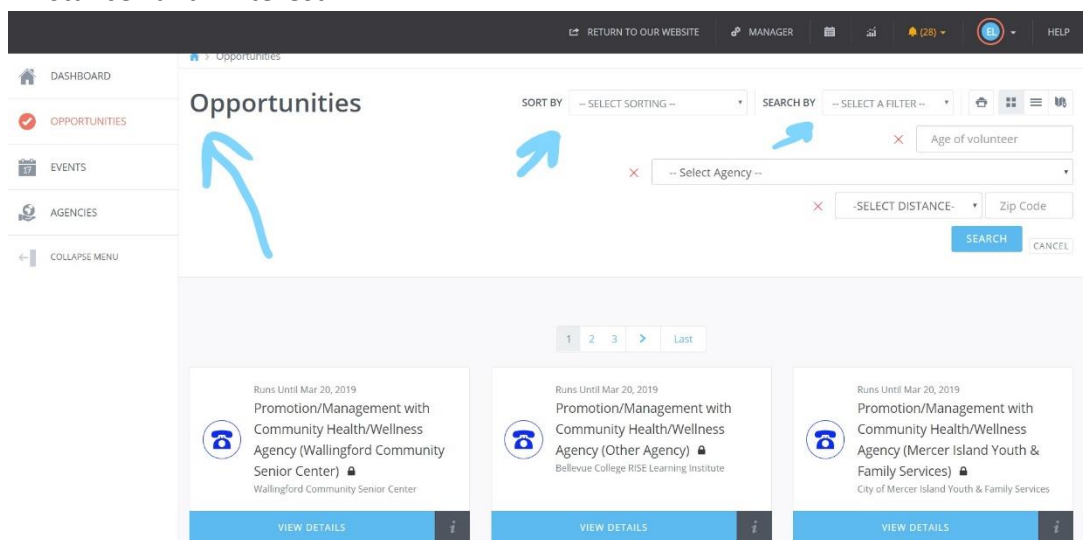 RETURN TO OUR WEBSITE MANAGER (28) EL HELP
> Opportunities
DASHBOARD
OPPORTUNITIES
17 EVENTS
AGENCIES
COLLAPSE MENU
Opportunities
SORT BY -- SELECT SORTING -- SEARCH BY -- SELECT A FILTER --
× Age of volunteer
× -- Select Agency --
× -SELECT DISTANCE- Zip Code
SEARCH CANCEL
1 2 3 > Last
Runs Until Mar 20, 2019
Promotion/Management with
Community Health/Wellness
Agency (Wallingford Community
Senior Center)
Wallingford Community Senior Center
VIEW DETAILS i
Runs Until Mar 20, 2019
Promotion/Management with
Community Health/Wellness
Agency (Other Agency)
Bellevue College RISE Learning Institute
VIEW DETAILS i
Runs Until Mar 20, 2019
Promotion/Management with
Community Health/Wellness
Agency (Mercer Island Youth &
Family Services)
City of Mercer Island Youth & Family Services
VIEW DETAILS i